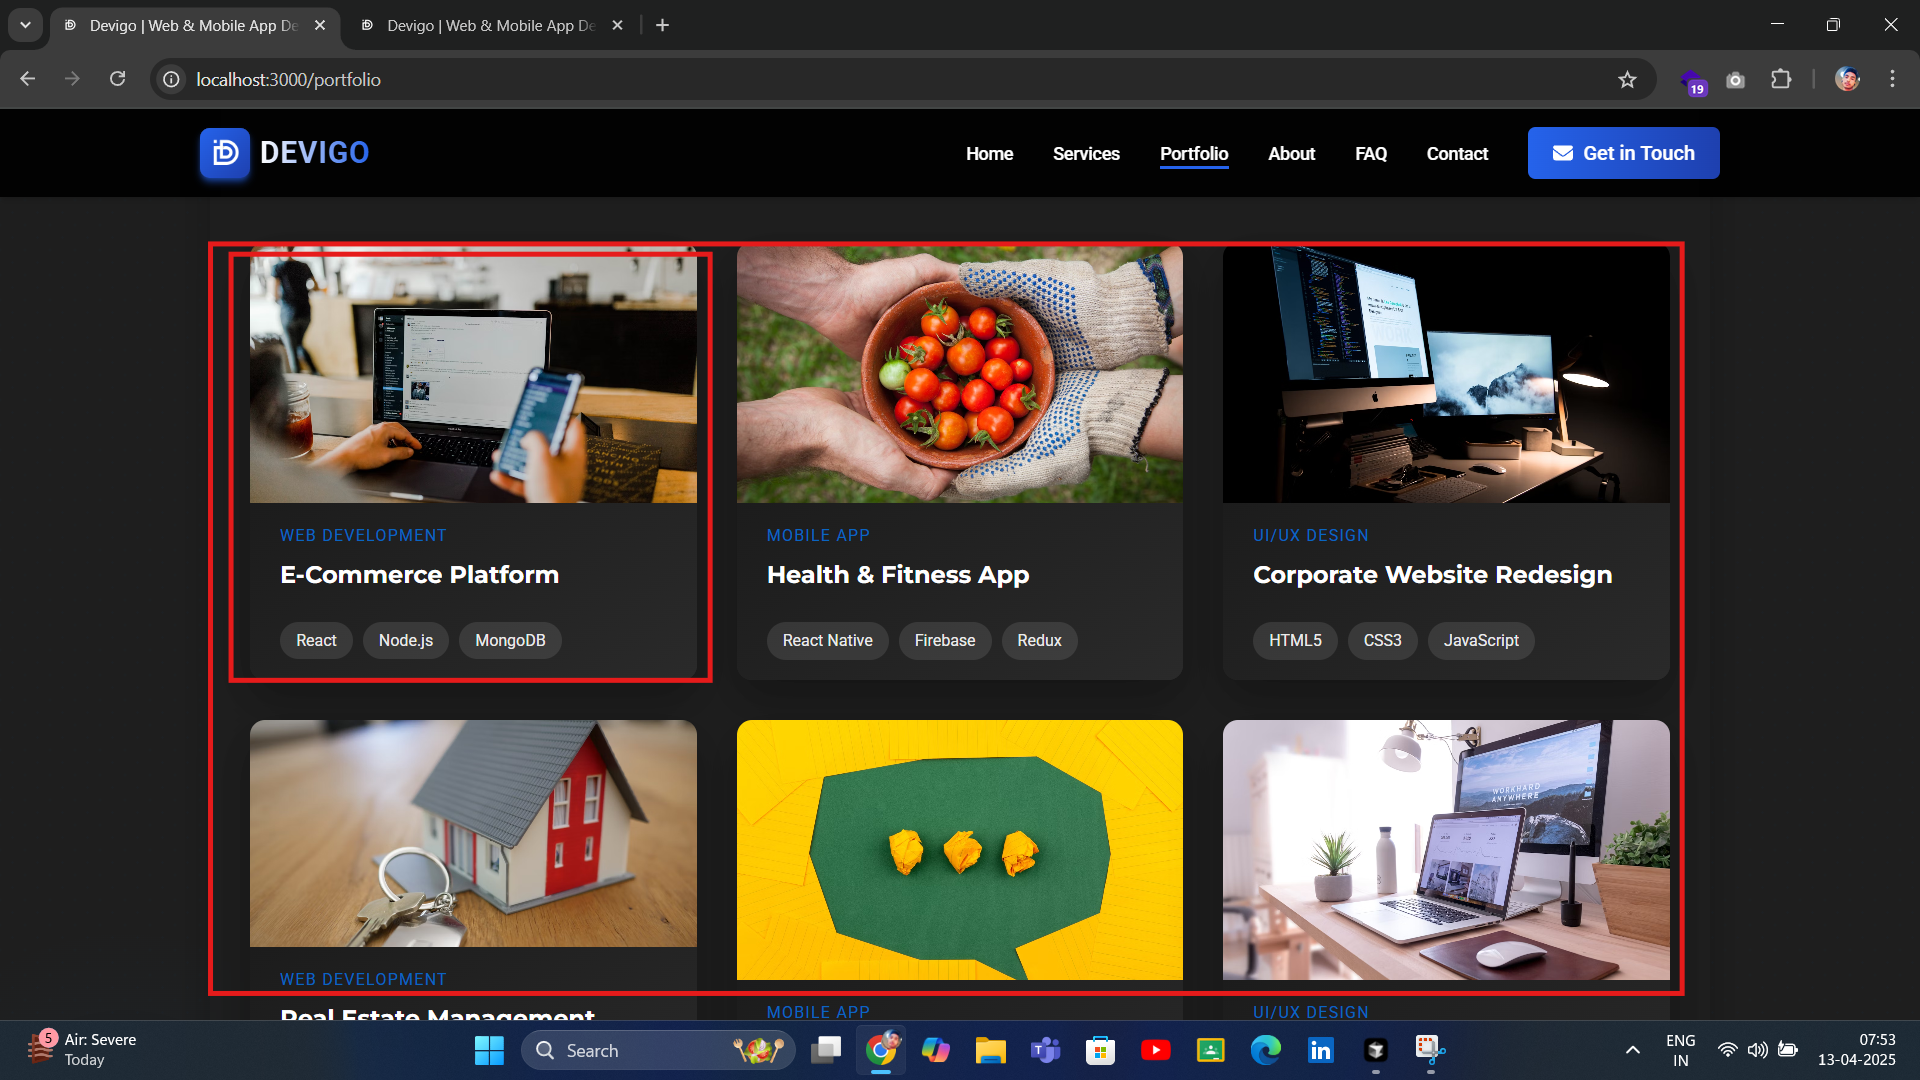 Devigo | Web & Mobile App De
Devigo | Web & Mobile App De
localhost:3000/portfolio
19
DEVIGO
Home
Services
Portfolio
About
FAQ
Contact
Get in Touch
WORK HARD
ANYWHERE
WEB DEVELOPMENT
MOBILE APP
UI/UX DESIGN
E-Commerce Platform
Health & Fitness App
Corporate Website Redesign
React
Node.js
MongoDB
React Native
Firebase
Redux
HTML5
CSS3
JavaScript
WEB DEVELOPMENT
MOBILE APP
UI/UX DESIGN
Real Estate Management
5
Air: Severe
Today
Search
ENG
IN
07:53
13-04-2025